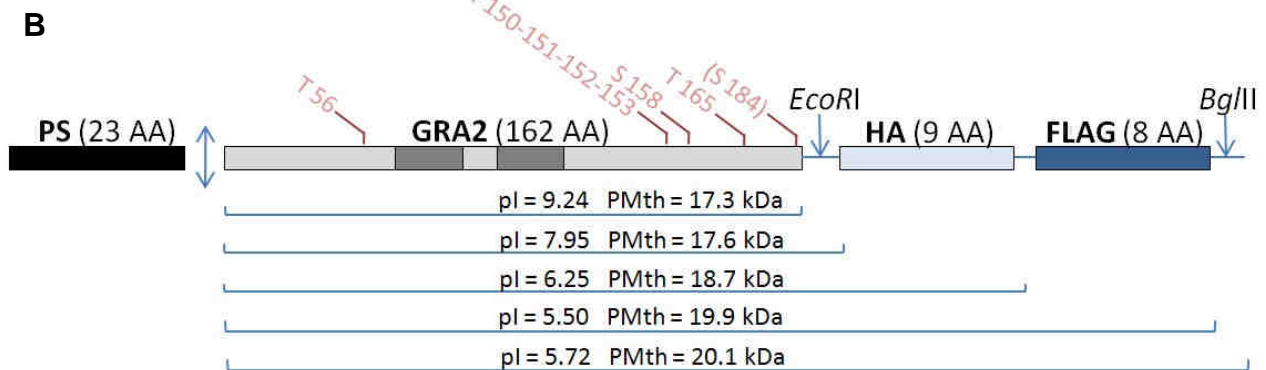 B
150-151-152-153
T 56
S 158
T 165
(S 184)
EcoRI
BglII
PS (23 AA)
GRA2 (162 AA)
HA (9 AA)
FLAG (8 AA)
pI = 9.24 PMth = 17.3 kDa
pI = 7.95 PMth = 17.6 kDa
pI = 6.25 PMth = 18.7 kDa
pI = 5.50 PMth = 19.9 kDa
pI = 5.72 PMth = 20.1 kDa